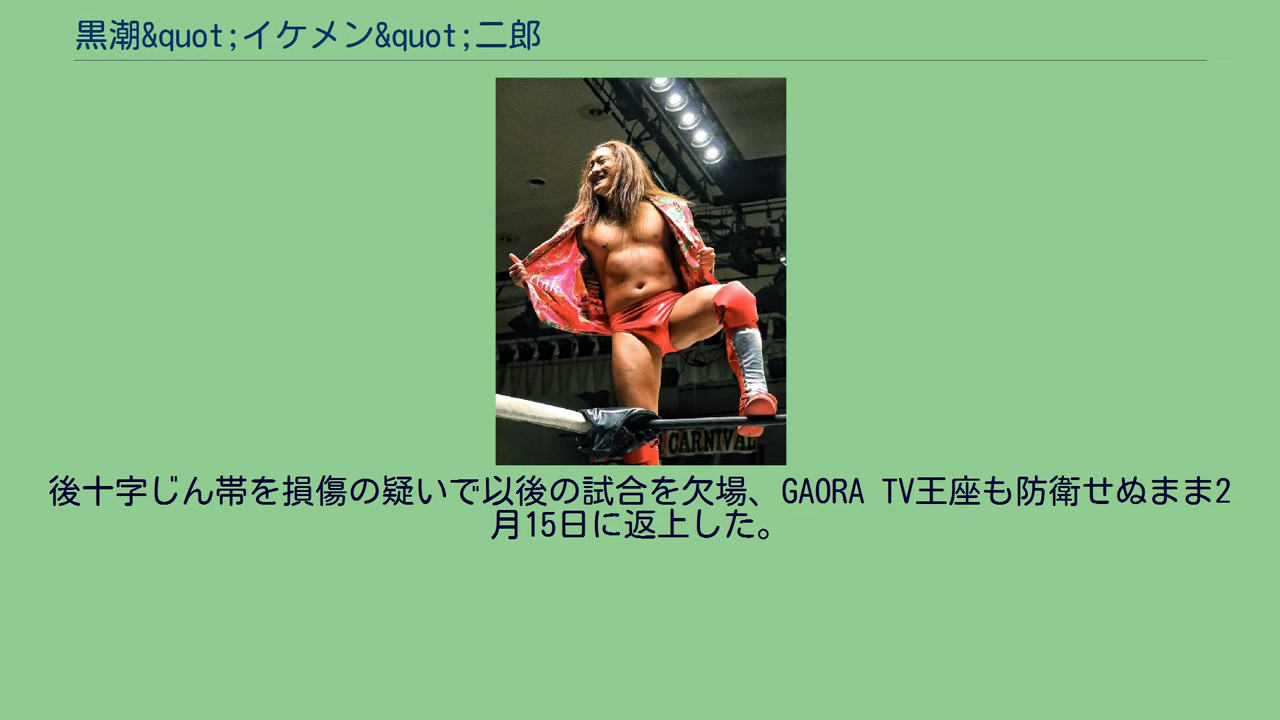 黒潮&quot;イケメン&quot;二郎
CARNIVAL
後十字じん帯を損傷の疑いで以後の試合を欠場、GAORA TV王座も防衛せぬまま2
月15日に返上した。